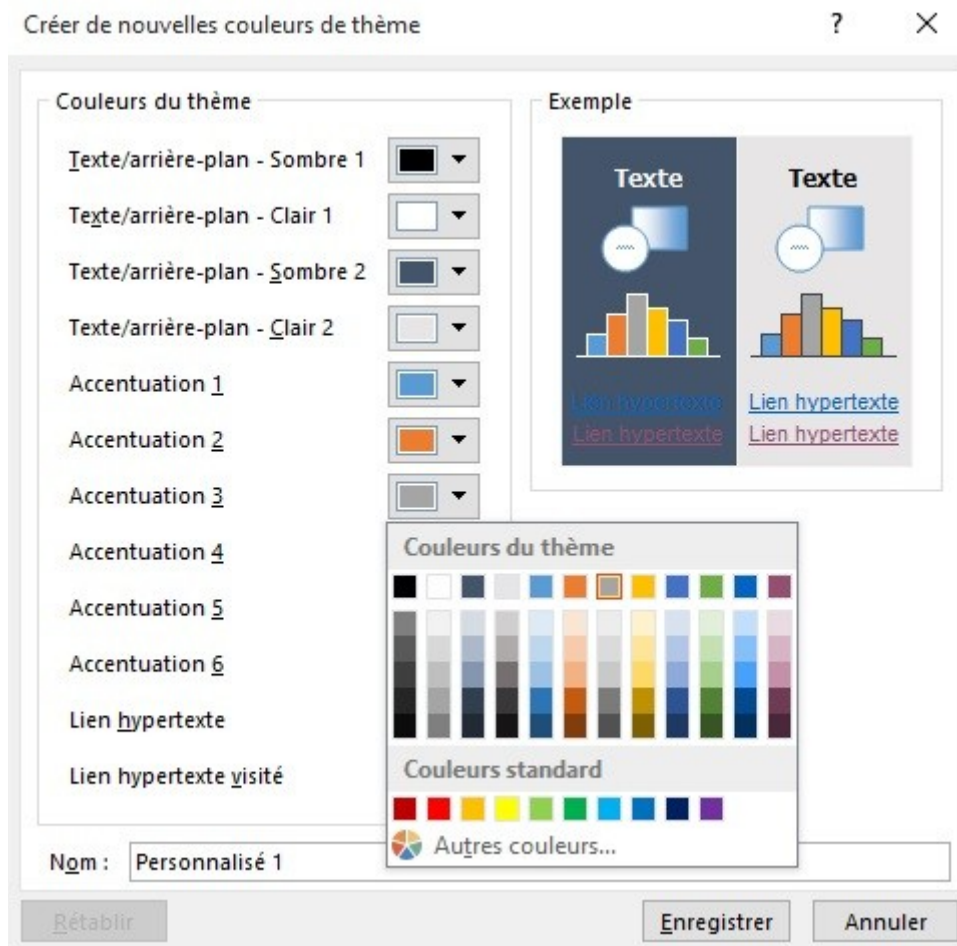 Créer de nouvelles couleurs de thème
?
Couleurs du thème
Texte/arrière-plan - Sombre 1
Texte/arrière-plan - Clair 1
Texte/arrière-plan - Sombre 2
Texte/arrière-plan - Clair 2
Accentuation 1
Accentuation 2
Accentuation 3
Accentuation 4
Accentuation 5
Accentuation 6
Lien hypertexte
Lien hypertexte visité
Exemple
Texte Texte
Lien hypertexte Lien hypertexte
Lien hypertexte Lien hypertexte
Couleurs du thème
Couleurs standard
Autres couleurs...
Nom : Personnalisé 1
Rétablir Enregistrer Annuler